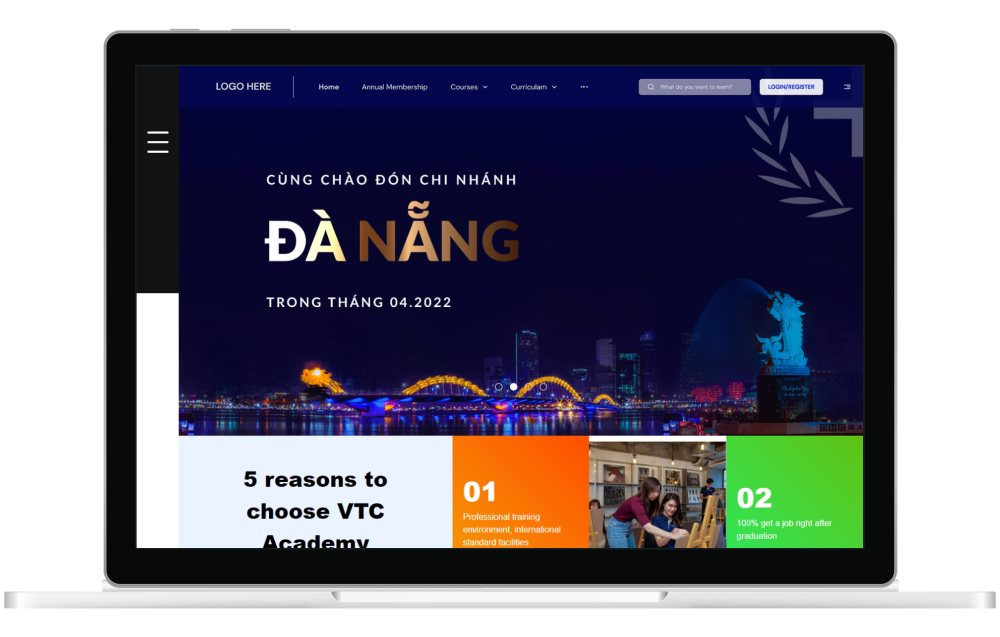 LOGO HERE
Home
Annual Membership
Courses
Curriculam
What do you want to learn?
LOGIN/REGISTER
CÙNG CHÀO ĐÓN CHI NHÁNH
ĐÀ NẴNG
TRONG THÁNG 04.2022
5 reasons to
choose VTC
Academy
01
Professional training
environment, international
standard facilities
02
100% get a job right after
graduation